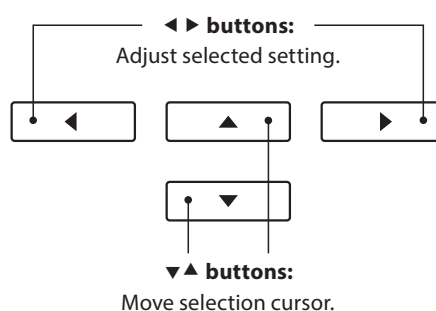 ◀ ▶ buttons:
Adjust selected setting.
▼▲ buttons:
Move selection cursor.